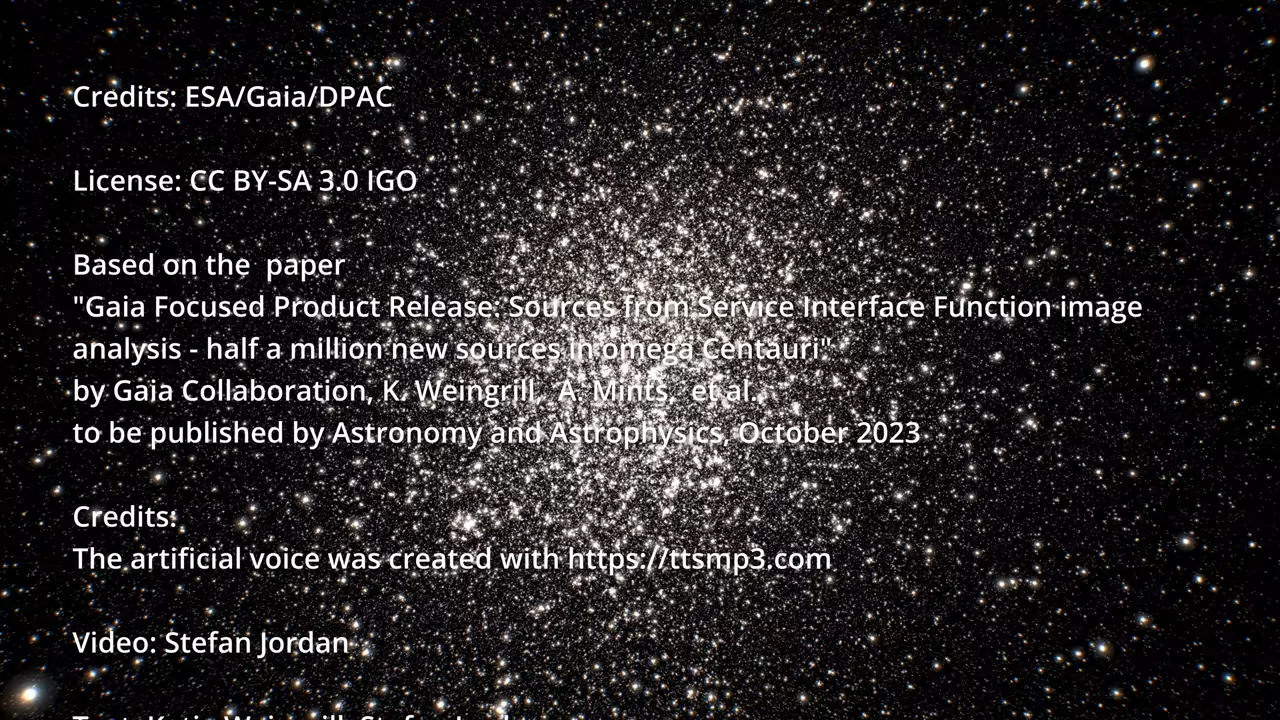 Credits: ESA/Gaia/DPAC
License: CC BY-SA 3.0 IGO
Based on the  paper
"Gaia Focused Product Release: Sources from Service Interface Function image
analysis - half a million new sources in omega Centauri"
by Gaia Collaboration, K. Weingrill,  A. Mints,  et al.
to be published by Astronomy and Astrophysics, October 2023
Credits:
The artificial voice was created with https://ttsmp3.com
Video: Stefan Jordan